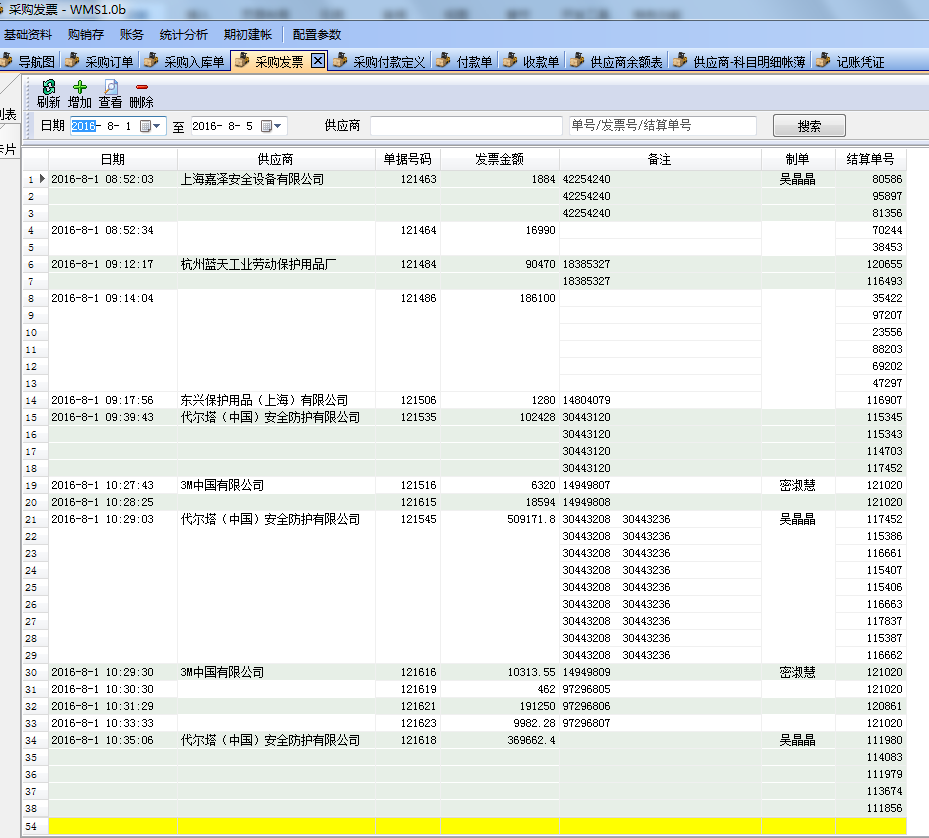 采购发票 - WMS1.0b
基础资料 购销存 账务 统计分析 期初建帐 配置参数
导航图 采购订单 采购入库单 采购发票 采购付款定义 付款单 收款单 供应商余额表 供应商-科目明细帐薄 记账凭证
刷新 增加 查看 删除
列表
卡片
日期 2016- 8- 1 至 2016- 8- 5 供应商 单号/发票号/结算单号 搜索
日期 供应商 单据号码 发票金额 备注 制单 结算单号
1 2016-8-1 08:52:03 上海嘉泽安全设备有限公司 121463 1884 42254240 吴晶晶 80586
2 42254240 95897
3 42254240 81356
4 2016-8-1 08:52:34 121464 16990 70244
5 38453
6 2016-8-1 09:12:17 杭州蓝天工业劳动保护用品厂 121484 90470 18385327 120655
7 18385327 116493
8 2016-8-1 09:14:04 121486 186100 35422
9 97207
10 23556
11 88203
12 69202
13 47297
14 2016-8-1 09:17:56 东兴保护用品（上海）有限公司 121506 1280 14804079 116907
15 2016-8-1 09:39:43 代尔塔（中国）安全防护有限公司 121535 102428 30443120 115345
16 30443120 115343
17 30443120 114703
18 30443120 117452
19 2016-8-1 10:27:43 3M中国有限公司 121516 6320 14949807 密淑慧 121020
20 2016-8-1 10:28:25 121615 18594 14949808 121020
21 2016-8-1 10:29:03 代尔塔（中国）安全防护有限公司 121545 509171.8 30443208 30443236 吴晶晶 117452
22 30443208 30443236 115386
23 30443208 30443236 116661
24 30443208 30443236 115407
25 30443208 30443236 115406
26 30443208 30443236 116663
27 30443208 30443236 117837
28 30443208 30443236 115387
29 30443208 30443236 116662
30 2016-8-1 10:29:30 3M中国有限公司 121616 10313.55 14949809 密淑慧 121020
31 2016-8-1 10:30:30 121619 462 97296805 121020
32 2016-8-1 10:31:29 121621 191250 97296806 120861
33 2016-8-1 10:33:33 121623 9982.28 97296807 121020
34 2016-8-1 10:35:06 代尔塔（中国）安全防护有限公司 121618 369662.4 吴晶晶 111980
35 114083
36 111979
37 113674
38 111856
54